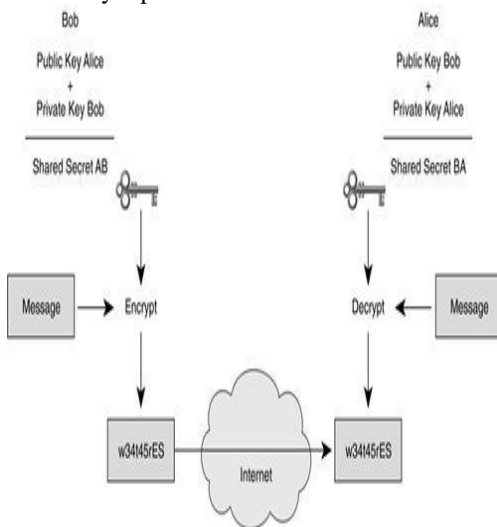 Bob
Public Key Alice
+
Private Key Bob
Shared Secret AB
Alice
Public Key Bob
+
Private Key Alice
Shared Secret BA
Message
Encrypt
Decrypt
Message
w34t45rES
Internet
w34t45rES